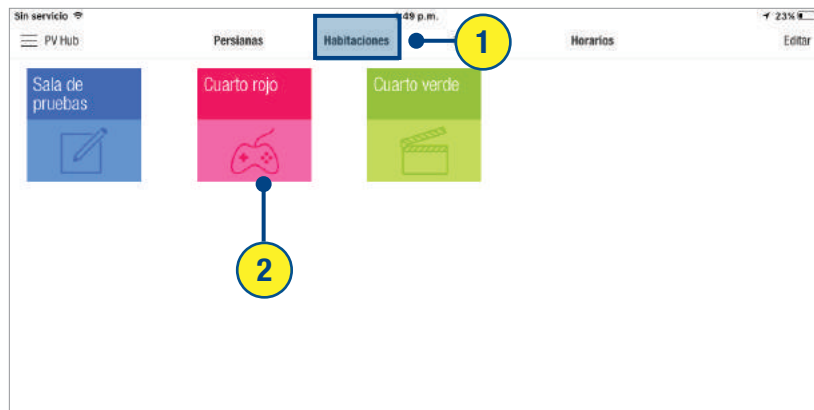 Sin servicio
:49 p.m.
23%
PV Hub
Persianas
Habitaciones
1
Horarios
Editar
Sala de
pruebas
Cuarto rojo
Cuarto verde
2